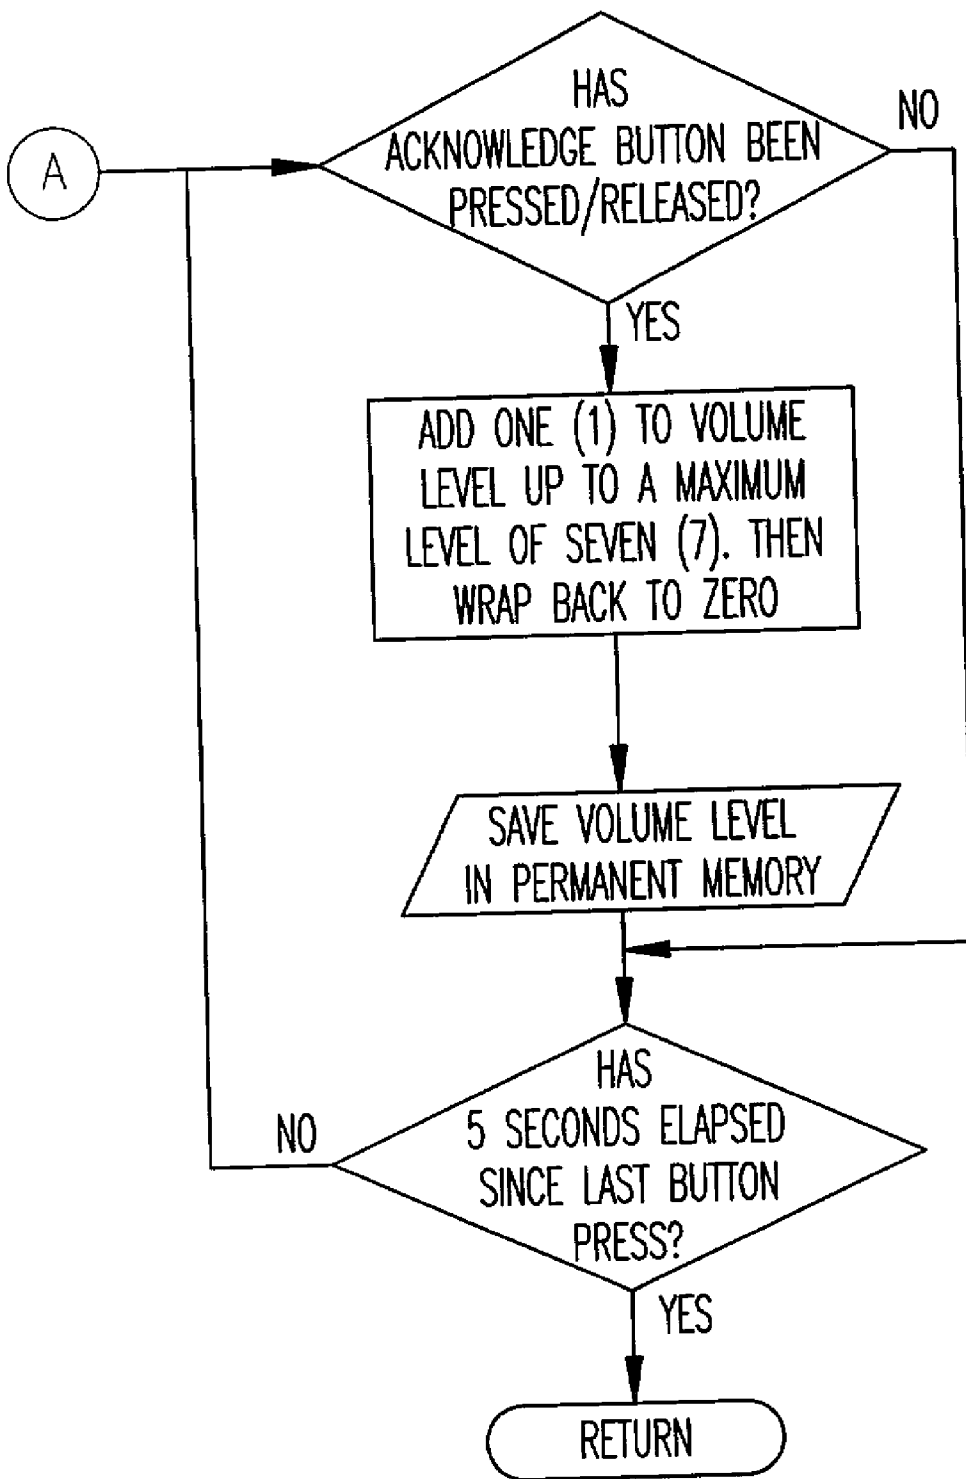 HAS
ACKNOWLEDGE BUTTON BEEN
PRESSED/RELEASED?
NO
A
YES
ADD ONE (1) TO VOLUME
LEVEL UP TO A MAXIMUM
LEVEL OF SEVEN (7). THEN
WRAP BACK TO ZERO
SAVE VOLUME LEVEL
IN PERMANENT MEMORY
HAS
5 SECONDS ELAPSED
SINCE LAST BUTTON
PRESS?
NO
YES
RETURN